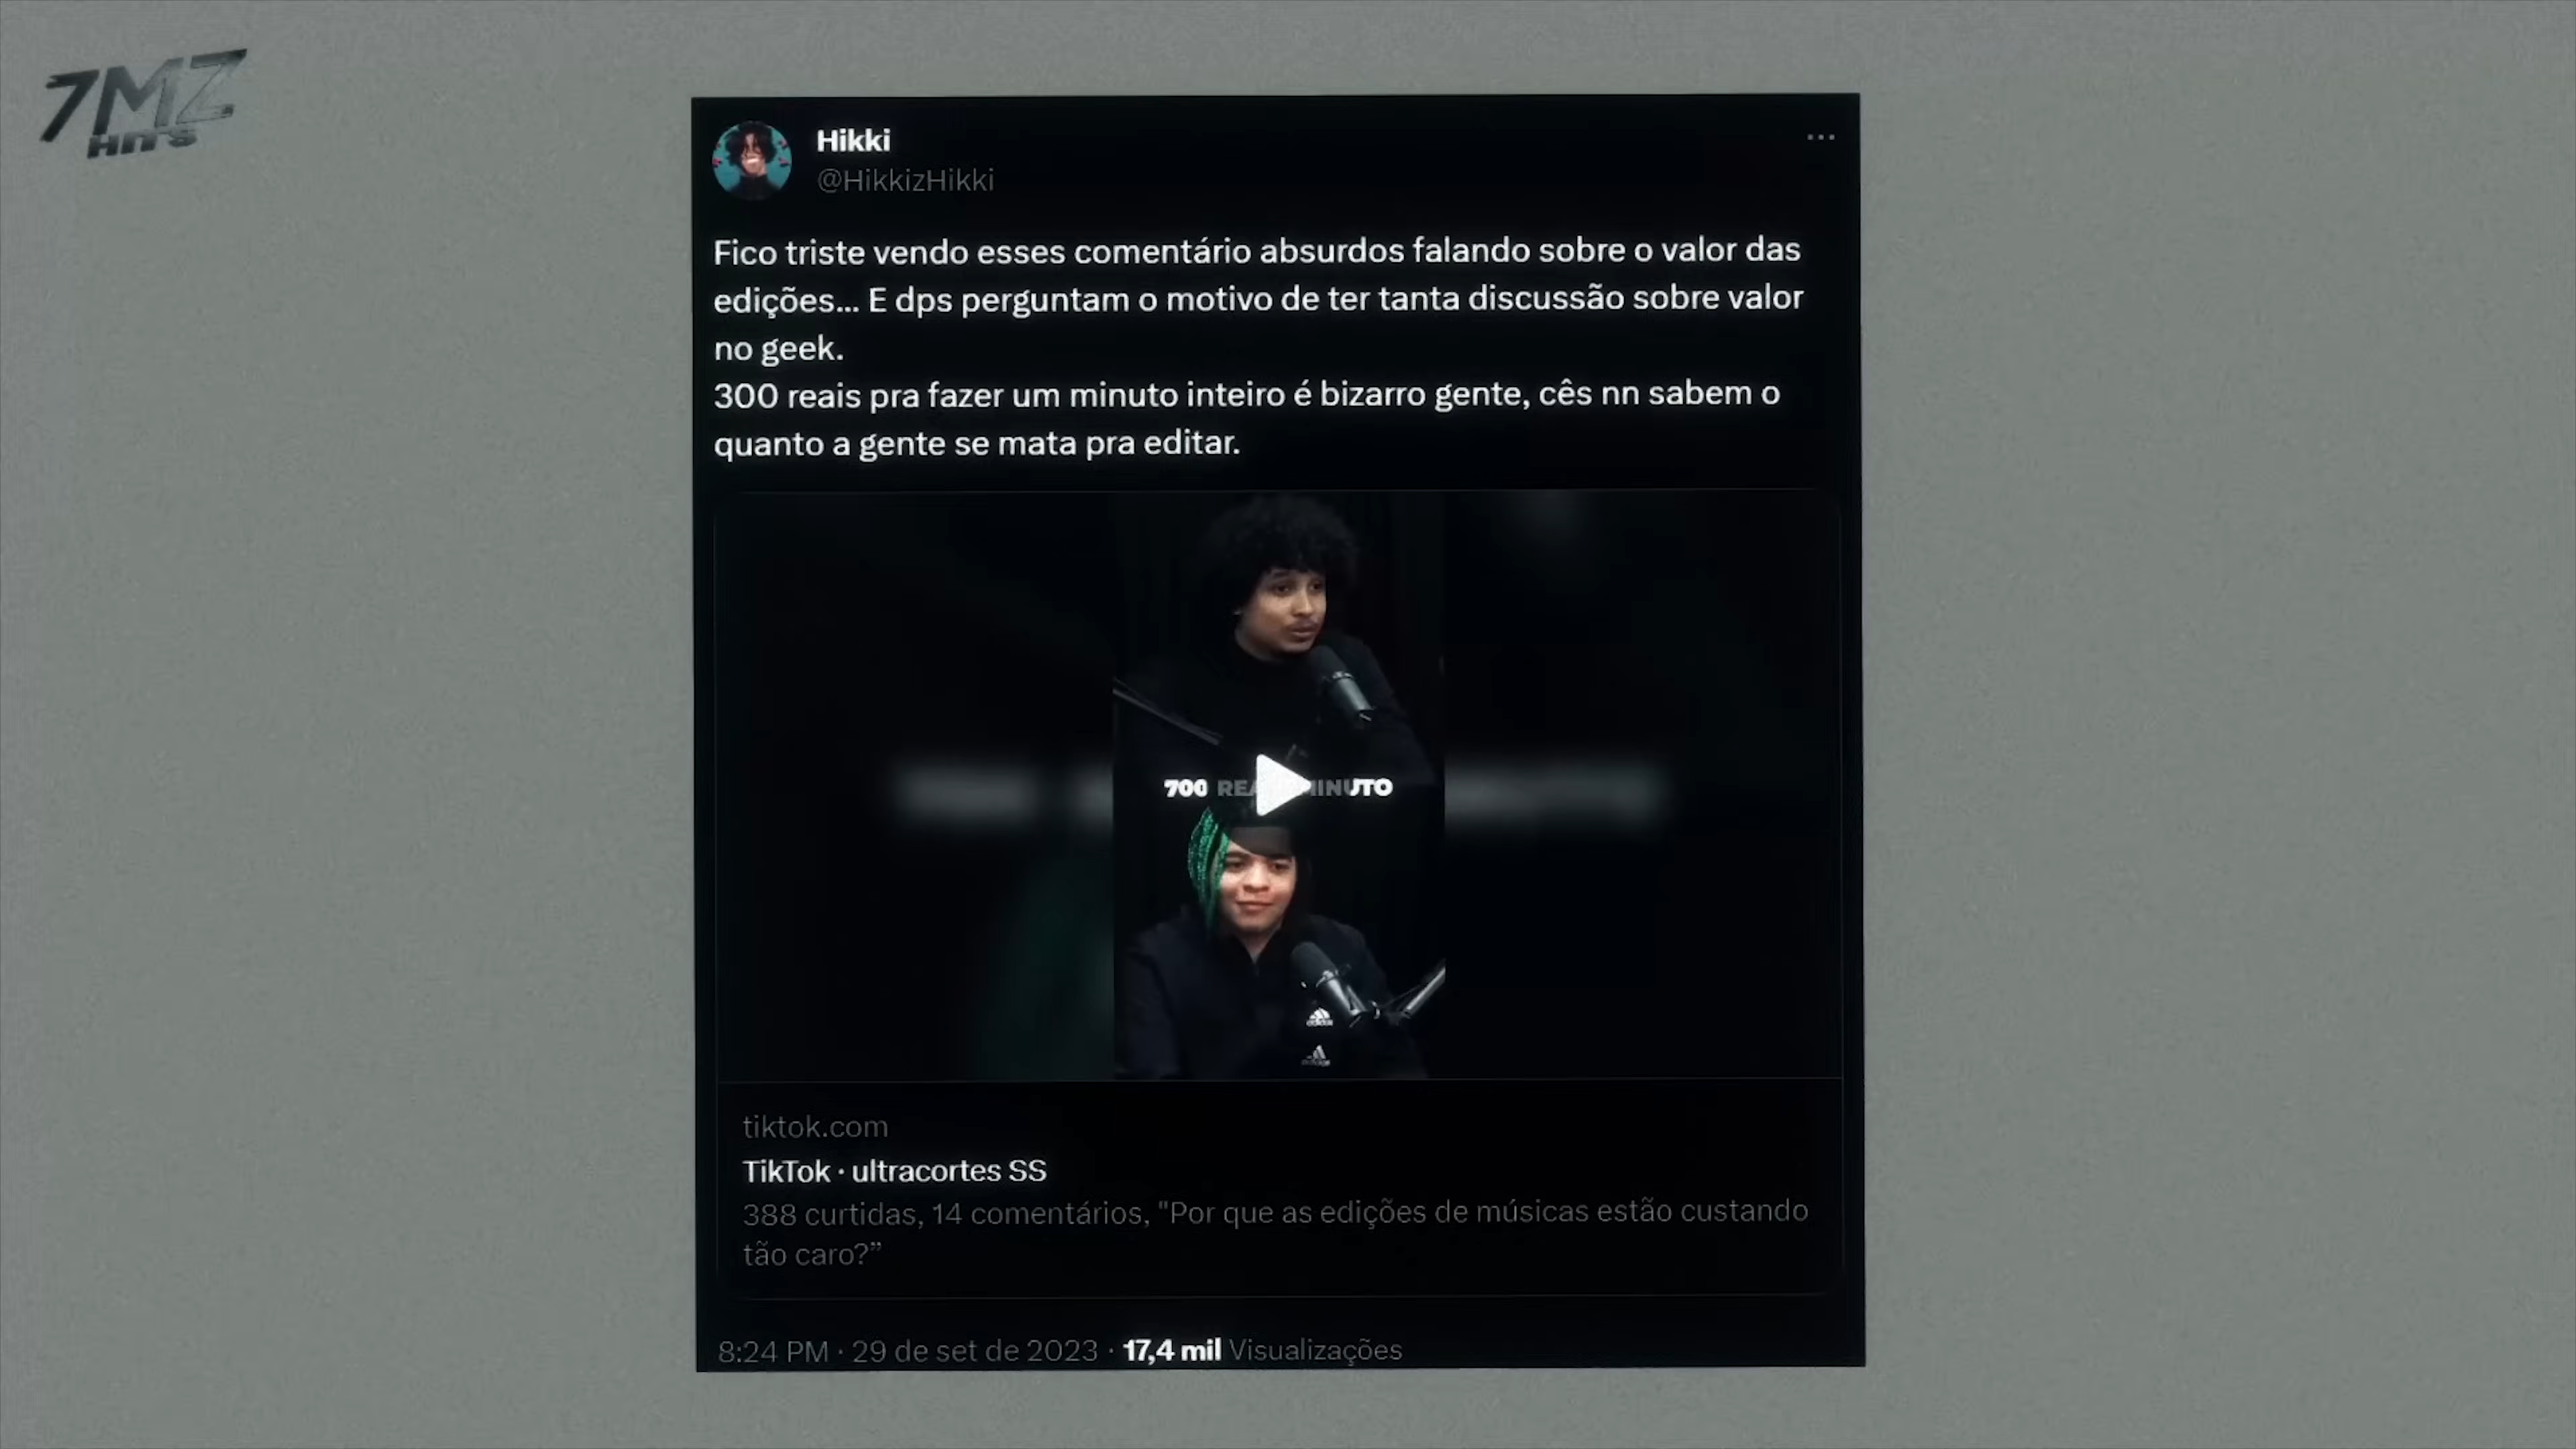 7MZ
HITS
Hikki
@HikkizHikki
Fico triste vendo esses comentário absurdos falando sobre o valor das
edições... E dps perguntam o motivo de ter tanta discussão sobre valor
no geek.
300 reais pra fazer um minuto inteiro é bizarro gente, cês nn sabem o
quanto a gente se mata pra editar.
700
adidas
adidas
tiktok.com
TikTok · ultracortes SS
388 curtidas, 14 comentários, "Por que as edições de músicas estão custando
tão caro?”
8:24 PM · 29 de set de 2023 · 17,4 mil Visualizações